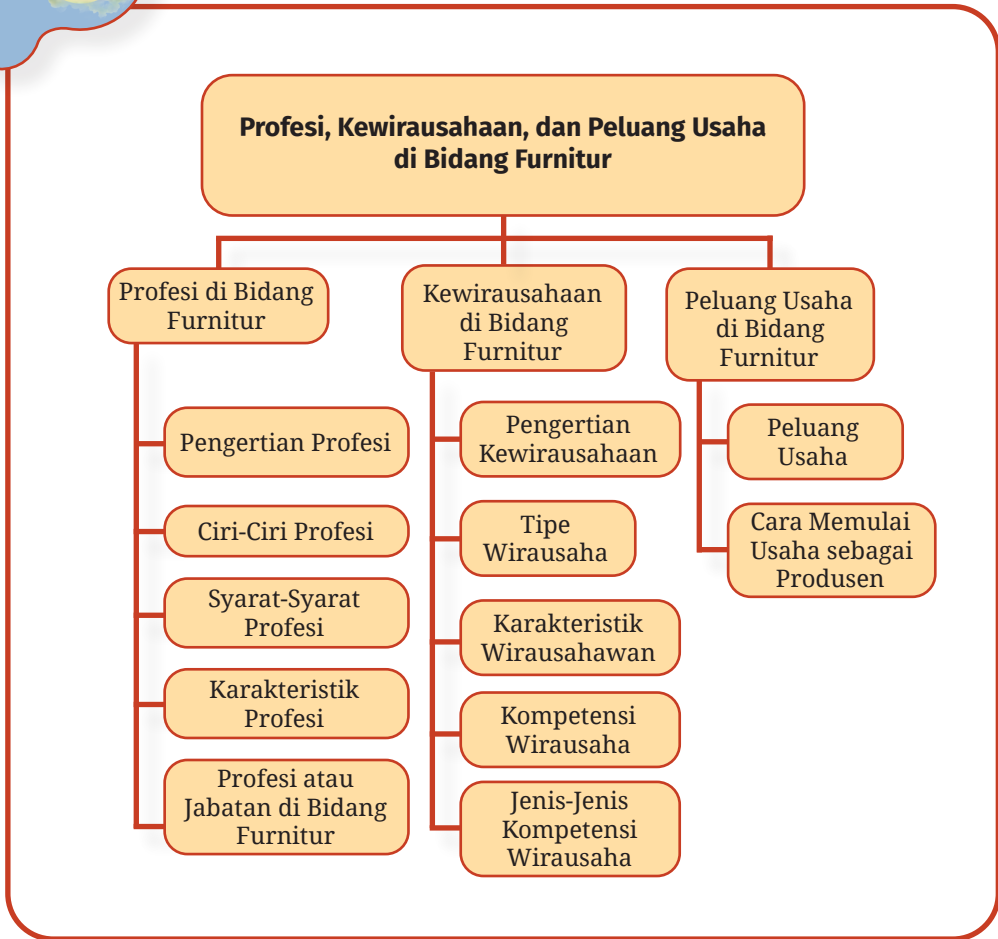 Profesi, Kewirausahaan, dan Peluang Usaha
di Bidang Furnitur
Profesi di Bidang
Furnitur
Pengertian Profesi
Ciri-Ciri Profesi
Syarat-Syarat
Profesi
Karakteristik
Profesi
Profesi atau
Jabatan di Bidang
Furnitur
Kewirausahaan
di Bidang
Furnitur
Pengertian
Kewirausahaan
Tipe
Wirausaha
Karakteristik
Wirausahawan
Kompetensi
Wirausaha
Jenis-Jenis
Kompetensi
Wirausaha
Peluang Usaha
di Bidang
Furnitur
Peluang
Usaha
Cara Memulai
Usaha sebagai
Produsen